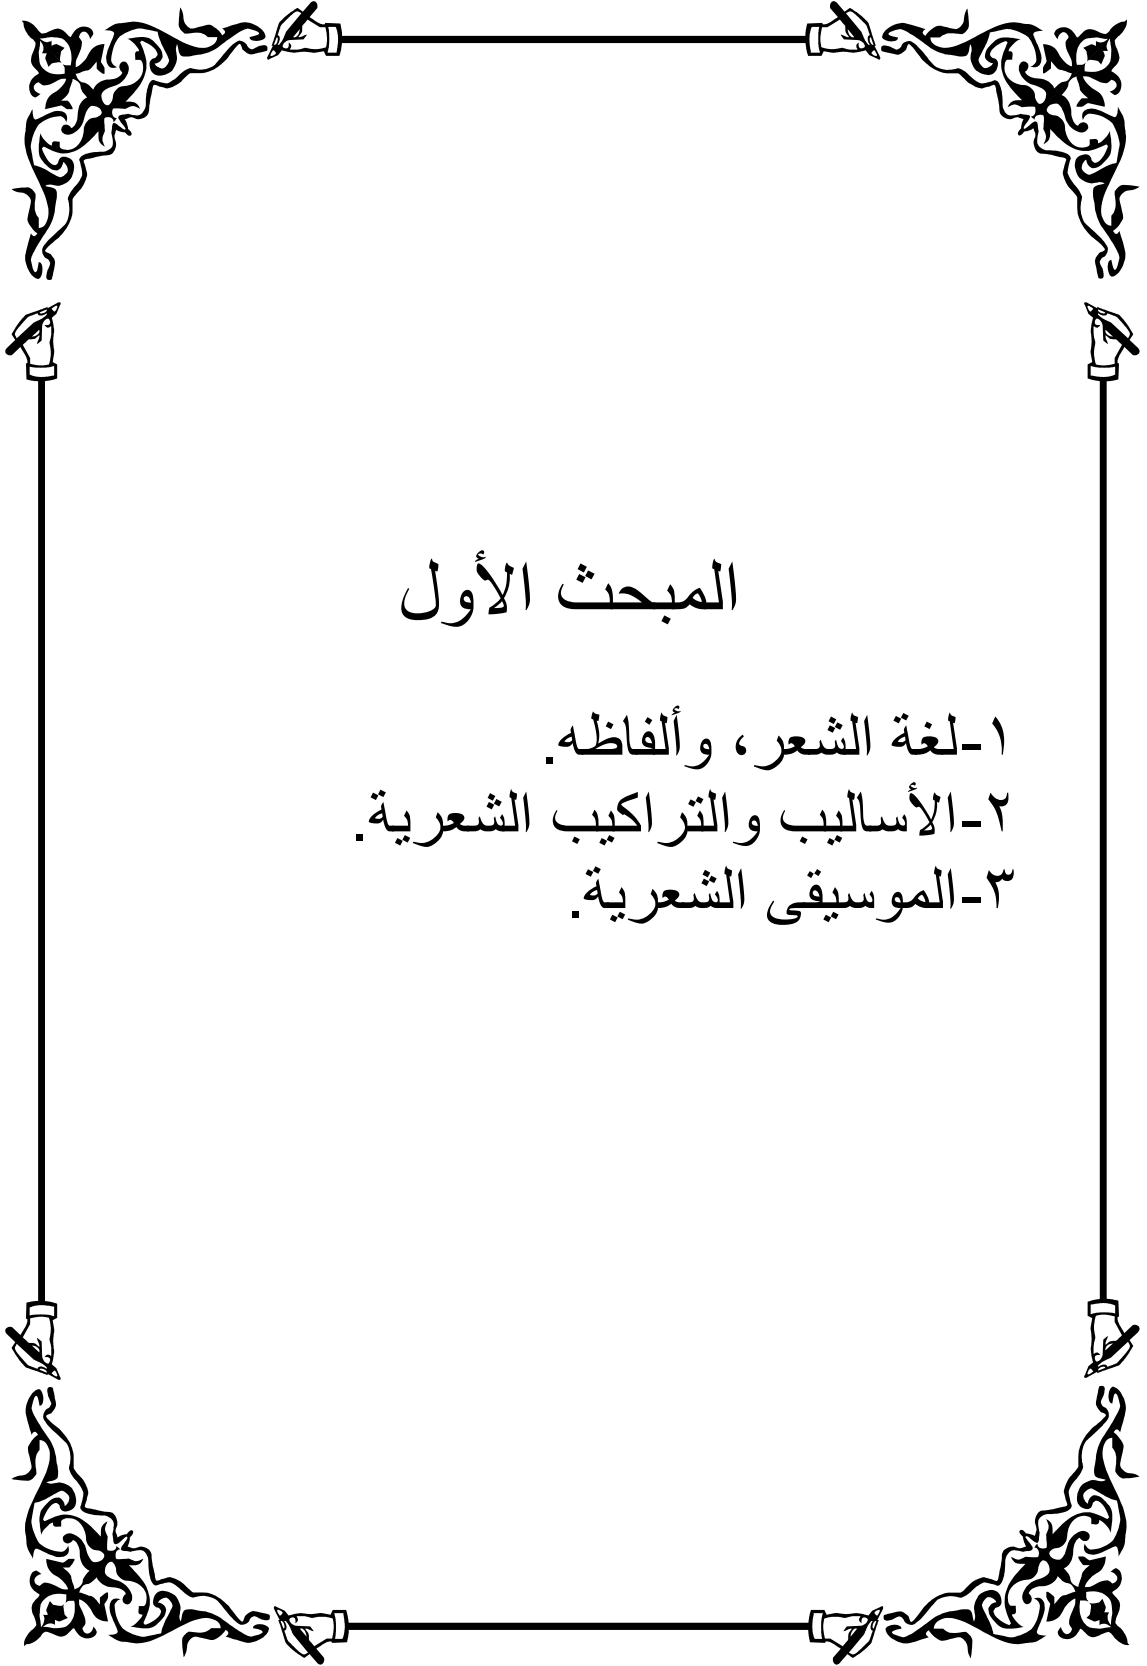 المبحث الأول
١-لغة الشعر، وألفاظه.
٢-الأساليب والتراكيب الشعرية.
٣-الموسيقى الشعرية.